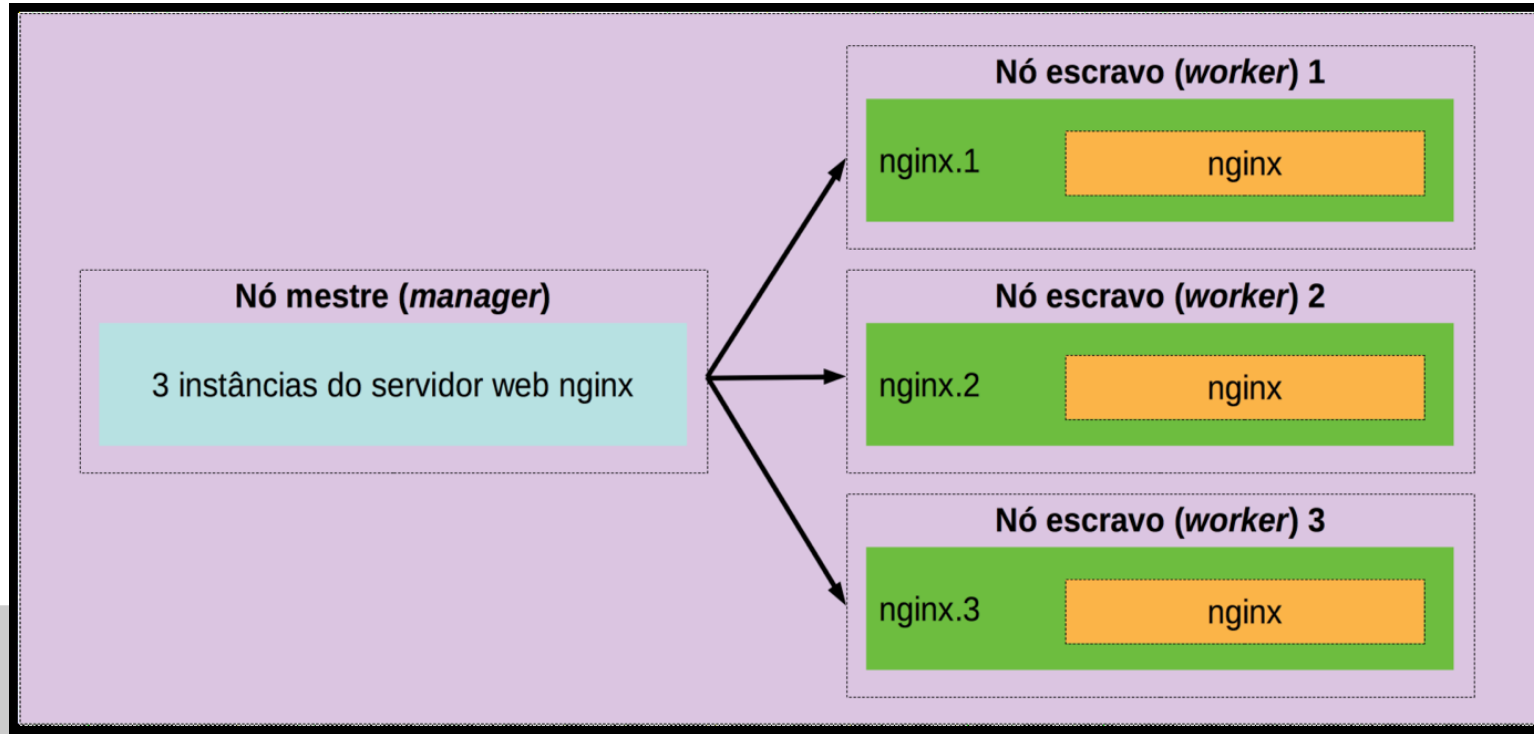 Nó mestre (manager)
3 instâncias do servidor web nginx
Nó escravo (worker) 1
nginx.1
nginx
Nó escravo (worker) 2
nginx.2
nginx
Nó escravo (worker) 3
nginx.3
nginx